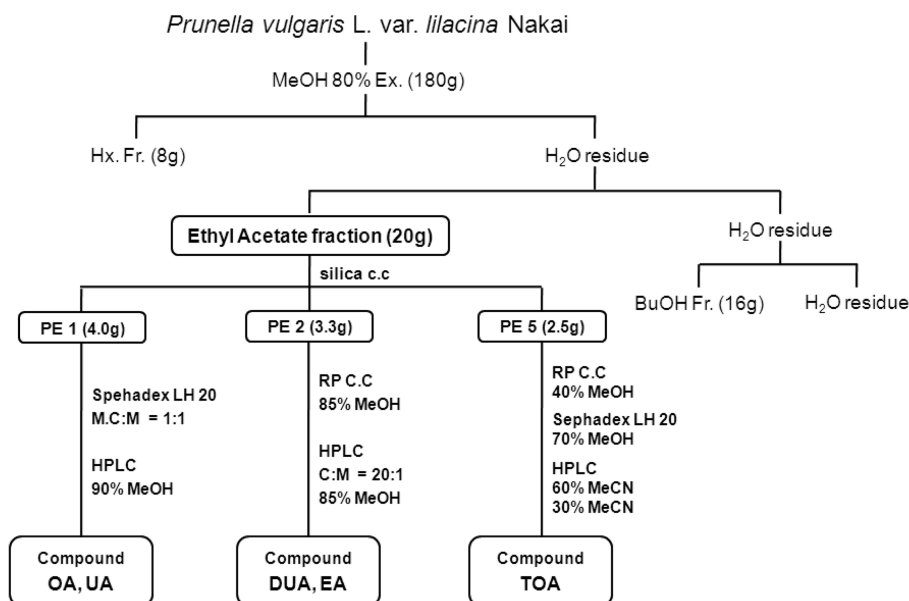 Prunella vulgaris L. var. lilacina Nakai
MeOH 80% Ex. (180g)
Hx. Fr. (8g)
H₂O residue
Ethyl Acetate fraction (20g)
H₂O residue
silica c.c
BuOH Fr. (16g)
H₂O residue
PE 1 (4.0g)
PE 2 (3.3g)
PE 5 (2.5g)
Spehadex LH 20
M.C:M = 1:1
HPLC
90% MeOH
RP C.C
85% MeOH
HPLC
C:M = 20:1
85% MeOH
RP C.C
40% MeOH
Sephadex LH 20
70% MeOH
HPLC
60% MeCN
30% MeCN
Compound
OA, UA
Compound
DUA, EA
Compound
TOA